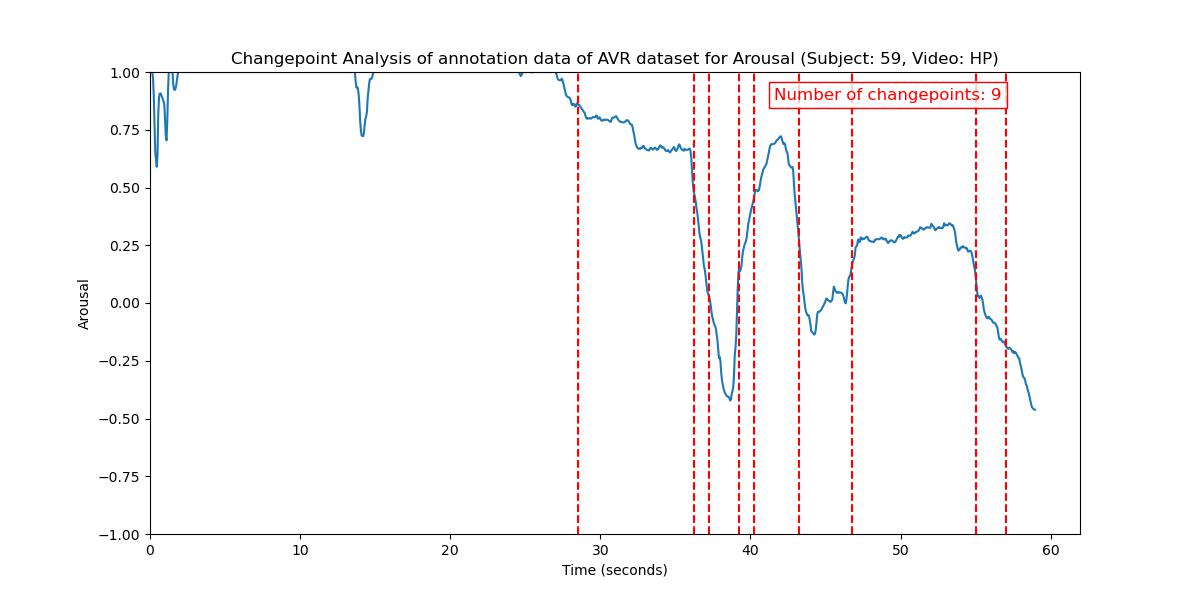 Changepoint Analysis of annotation data of AVR dataset for Arousal (Subject: 59, Video: HP)
Number of changepoints: 9
Arousal
1.00
0.75
0.50
0.25
0.00
−0.25
−0.50
−0.75
−1.00
0 10 20 30 40 50 60
Time (seconds)